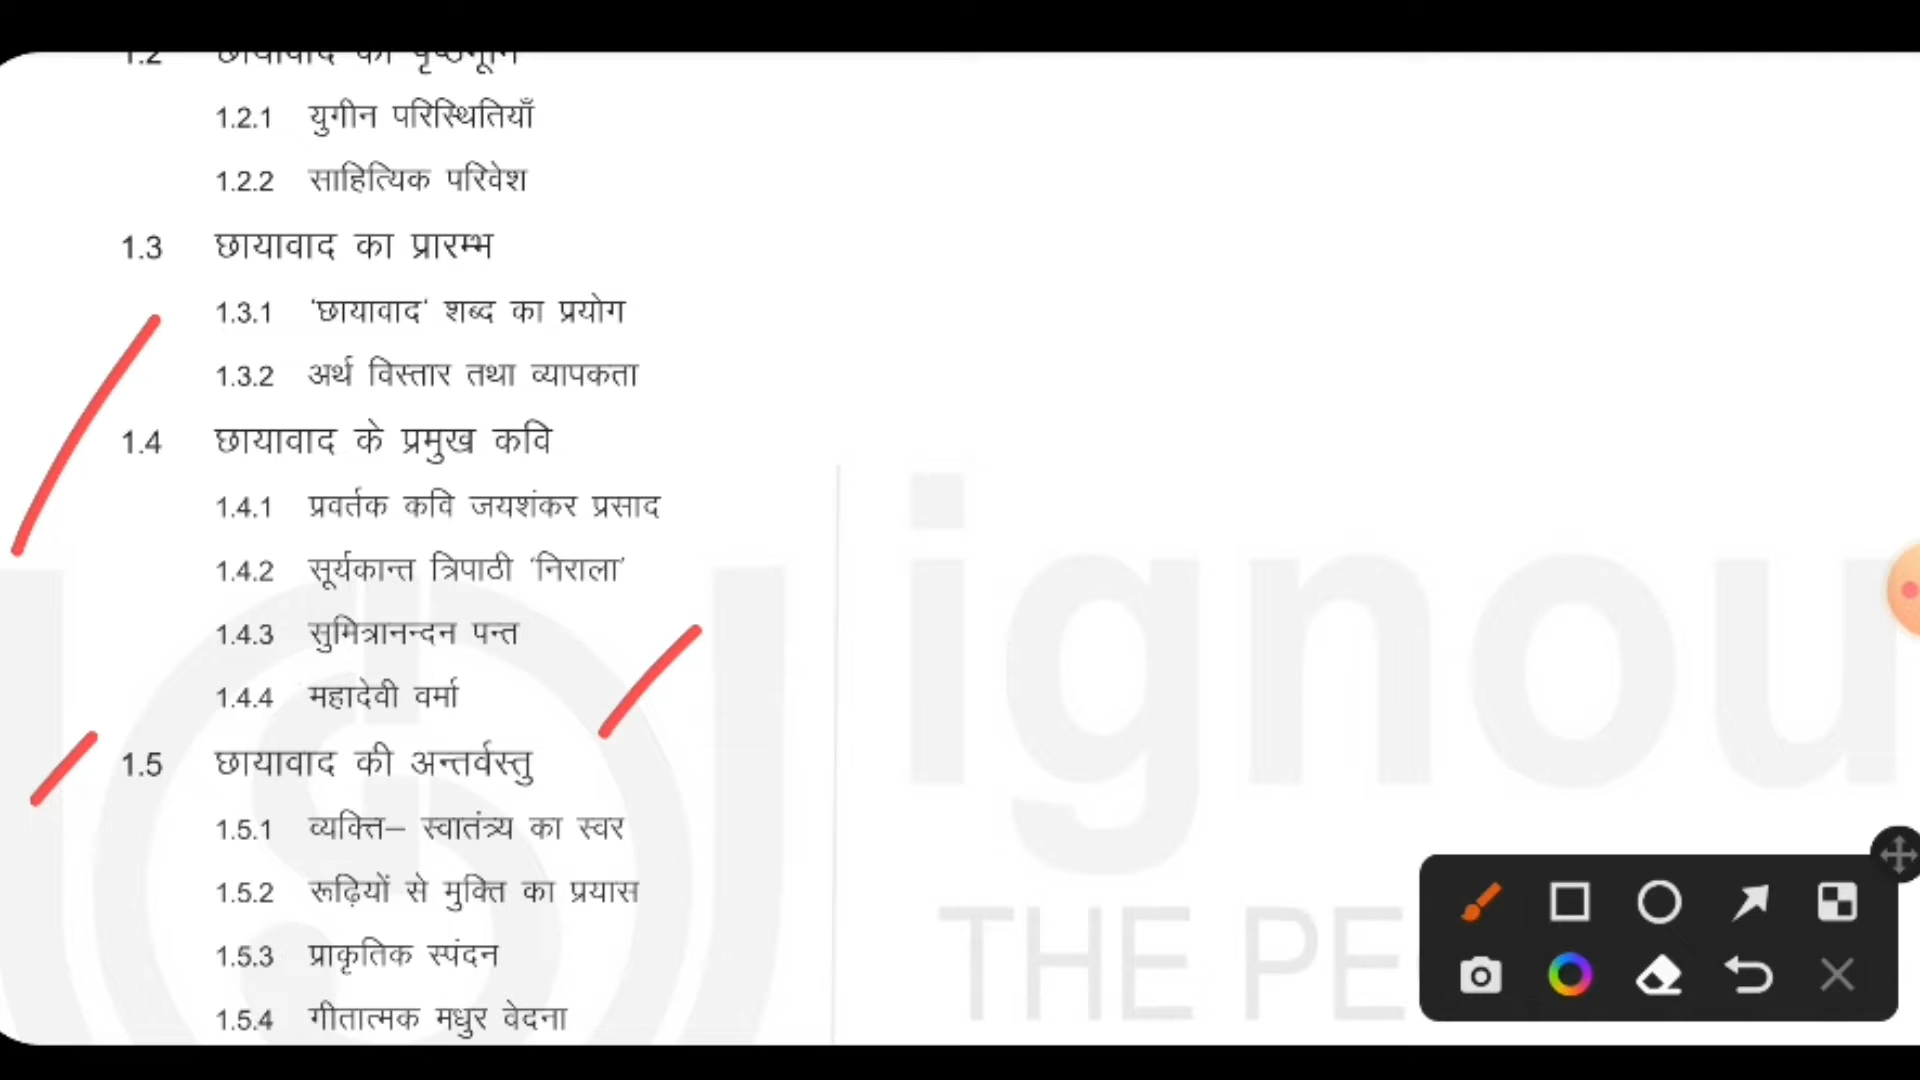 1.2 छायावाद की पृष्ठभूमि
1.2.1 युगीन परिस्थितियाँ
1.2.2 साहित्यिक परिवेश
1.3 छायावाद का प्रारम्भ
1.3.1 'छायावाद' शब्द का प्रयोग
1.3.2 अर्थ विस्तार तथा व्यापकता
1.4 छायावाद के प्रमुख कवि
1.4.1 प्रवर्तक कवि जयशंकर प्रसाद
1.4.2 सूर्यकान्त त्रिपाठी 'निराला'
1.4.3 सुमित्रानन्दन पन्त
1.4.4 महादेवी वर्मा
1.5 छायावाद की अन्तर्वस्तु
1.5.1 व्यक्ति– स्वातंत्र्य का स्वर
1.5.2 रूढ़ियों से मुक्ति का प्रयास
1.5.3 प्राकृतिक स्पंदन
1.5.4 गीतात्मक मधुर वेदना
ignou
THE PE